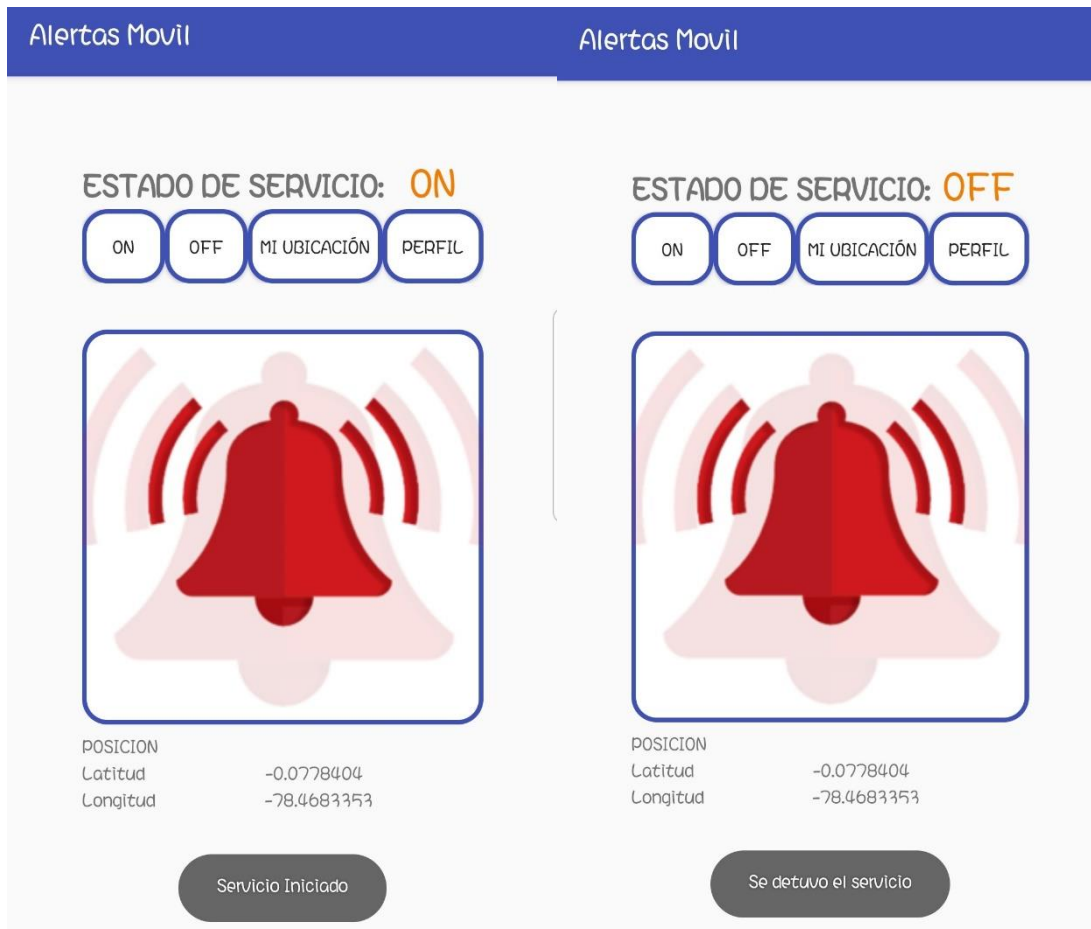 Alertas Movil
ESTADO DE SERVICIO: ON
ON OFF MI UBICACIÓN PERFIL
POSICION
Latitud -0.0778404
Longitud -78.4683353
Servicio Iniciado
Alertas Movil
ESTADO DE SERVICIO: OFF
ON OFF MI UBICACIÓN PERFIL
POSICION
Latitud -0.0778404
Longitud -78.4683353
Se detuvo el servicio